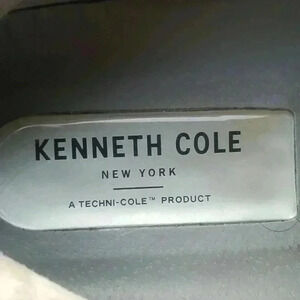 KENNETH COLE
NEW YORK
A TECHNI-COLE™ PRODUCT